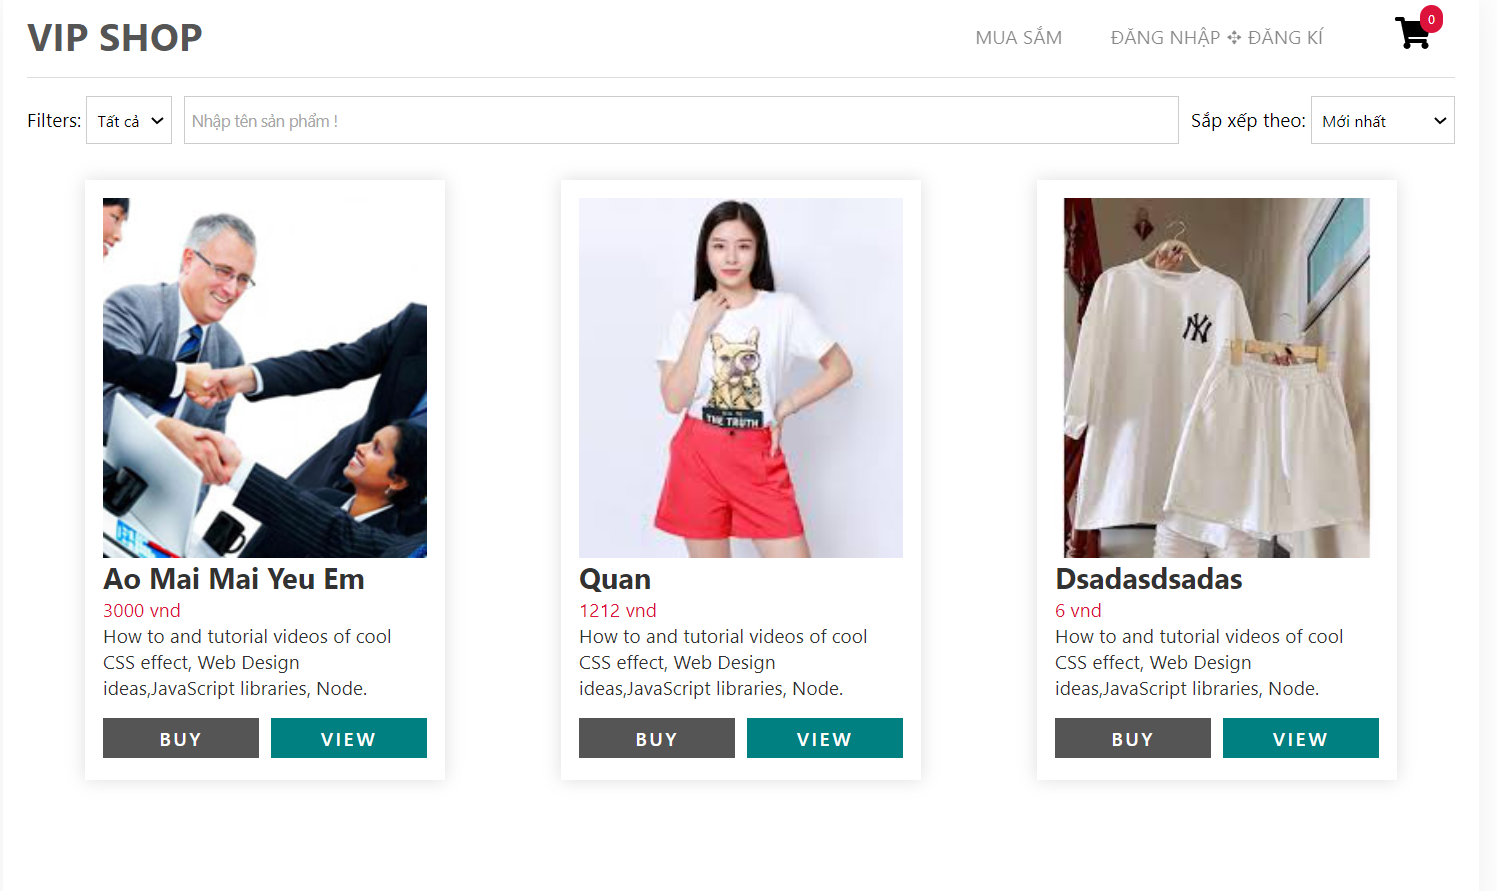 VIP SHOP
MUA SẮM
ĐĂNG NHẬP ✣ ĐĂNG KÍ
0
Filters:
Tất cả
Nhập tên sản phẩm !
Sắp xếp theo:
Mới nhất
THE TRUTH
NY
Ao Mai Mai Yeu Em
3000 vnd
How to and tutorial videos of cool
CSS effect, Web Design
ideas,JavaScript libraries, Node.
BUY
VIEW
Quan
1212 vnd
How to and tutorial videos of cool
CSS effect, Web Design
ideas,JavaScript libraries, Node.
BUY
VIEW
Dsadasdsadas
6 vnd
How to and tutorial videos of cool
CSS effect, Web Design
ideas,JavaScript libraries, Node.
BUY
VIEW